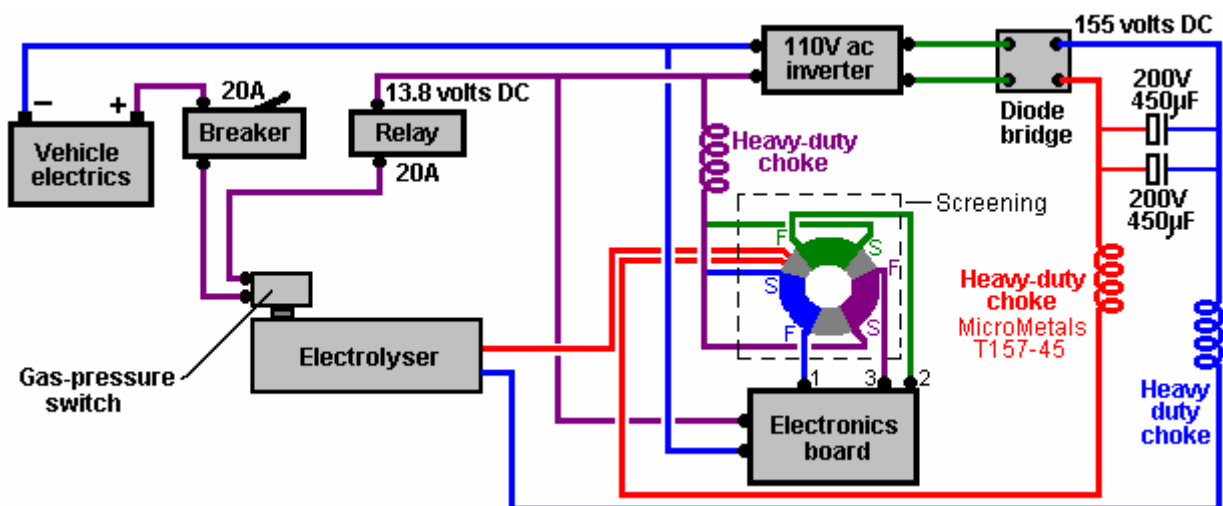 155 volts DC
110V ac
inverter
200V
450µF
20A
13.8 volts DC
− +
Breaker
Relay
Diode
bridge
Vehicle
electrics
20A
Heavy-duty
choke
200V
450µF
Screening
F
S
F
S
S
F
Heavy-duty
choke
MicroMetals
T157-45
Electrolyser
Gas-pressure
switch
1 3 2
Heavy
duty
choke
Electronics
board